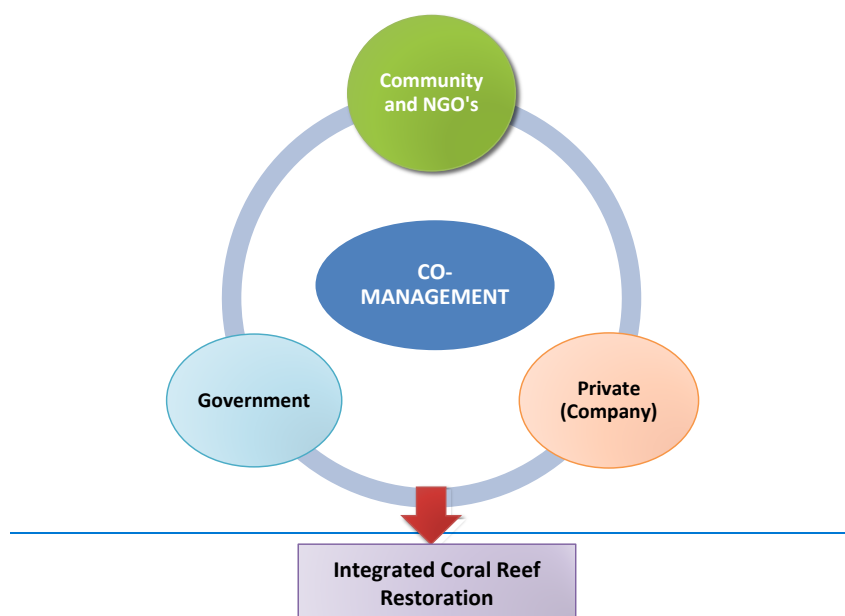 Community
and NGO's
CO-
MANAGEMENT
Government
Private
(Company)
Integrated Coral Reef
Restoration